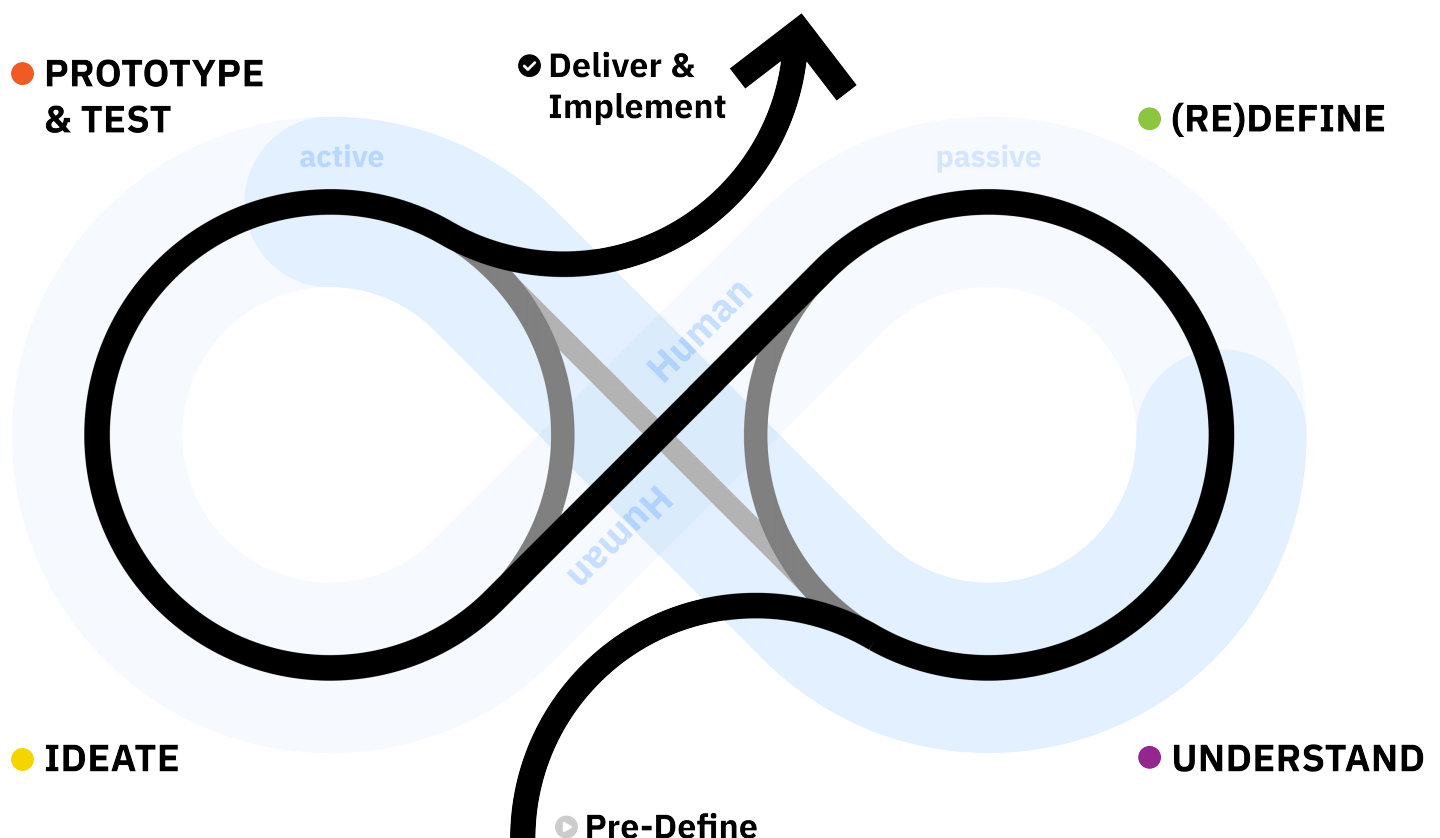 PROTOTYPE
& TEST
Deliver &
Implement
(RE)DEFINE
active
passive
Human
Human
IDEATE
UNDERSTAND
Pre-Define